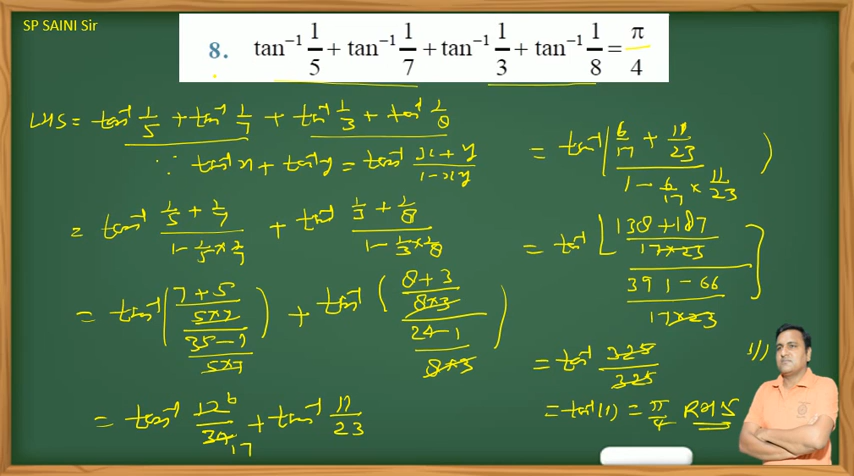 SP SAINI Sir
8. tan⁻¹ 1/5 + tan⁻¹ 1/7 + tan⁻¹ 1/3 + tan⁻¹ 1/8 = π/4
LHS = tan⁻¹ 1/5 + tan⁻¹ 1/7 + tan⁻¹ 1/3 + tan⁻¹ 1/8
∵ tan⁻¹x + tan⁻¹y = tan⁻¹ (x+y)/(1-xy)
= tan⁻¹ (1/5 + 1/7)/(1 - 1/5 × 1/7) + tan⁻¹ (1/3 + 1/8)/(1 - 1/3 × 1/8)
= tan⁻¹ (((7+5)/(5×7))/((35-1)/(5×7))) + tan⁻¹ (((8+3)/(8×3))/((24-1)/(8×3)))
= tan⁻¹ 12/34 6/17 + tan⁻¹ 11/23
= tan⁻¹ ((6/17 + 11/23)/(1 - 6/17 × 11/23))
= tan⁻¹ [((138+187)/(17×23))/((391-66)/(17×23))]
= tan⁻¹ 325/325
= tan⁻¹(1) = π/4 RHS